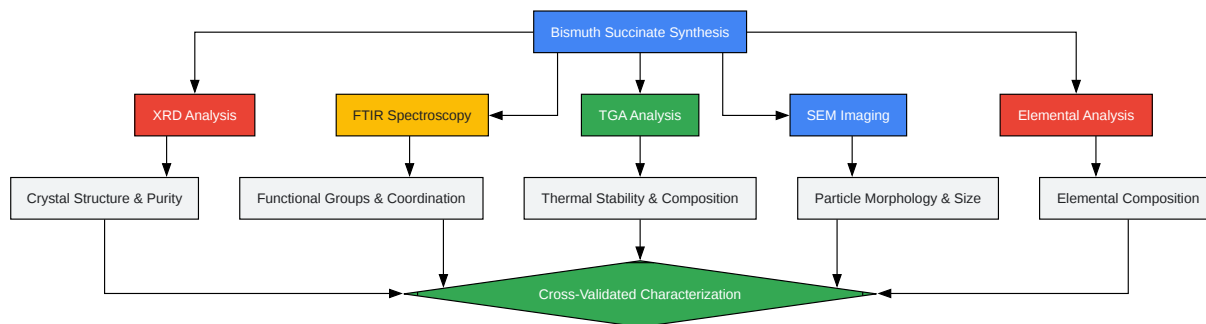 Bismuth Succinate Synthesis
XRD Analysis
FTIR Spectroscopy
TGA Analysis
SEM Imaging
Elemental Analysis
Crystal Structure & Purity
Functional Groups & Coordination
Thermal Stability & Composition
Particle Morphology & Size
Elemental Composition
Cross-Validated Characterization